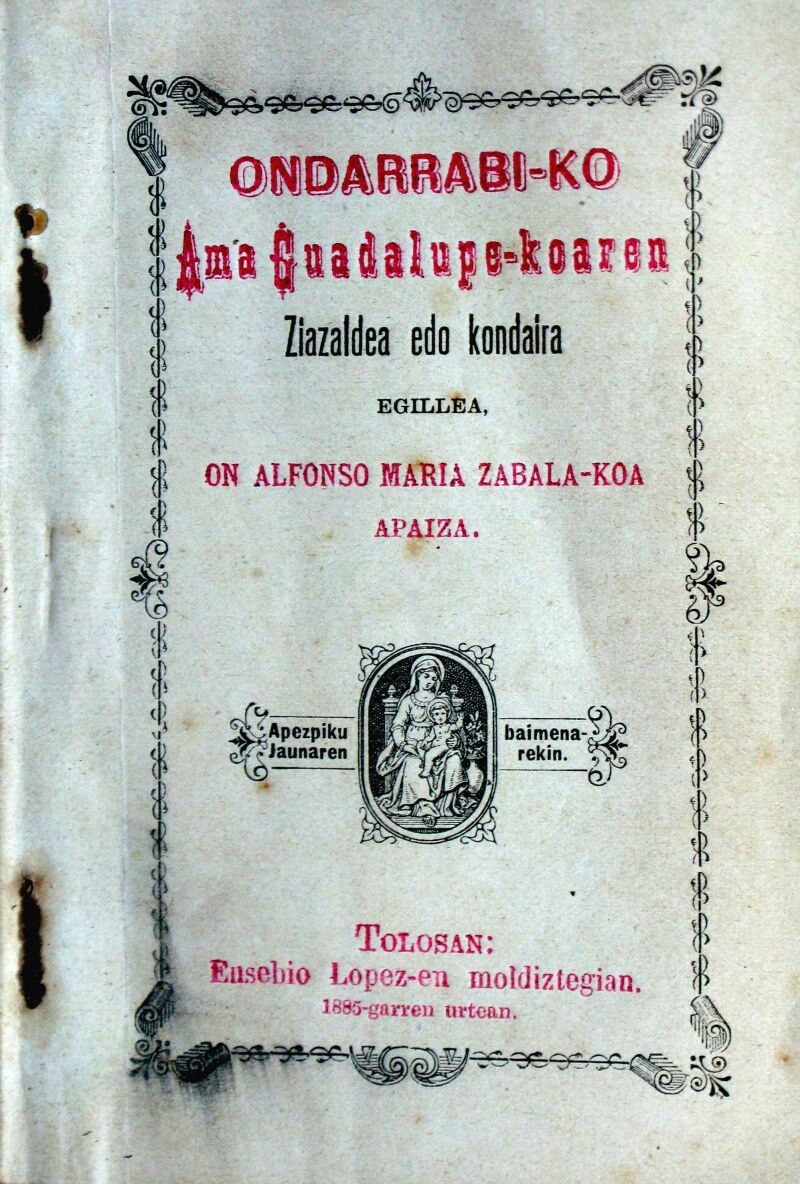 ONDARRABI-KO
Ama Guadalupe-koaren
Ziazaldea edo kondaira
EGILLEA,
ON ALFONSO MARIA ZABALA-KOA
APAIZA.
Apezpiku baimena-
Jaunaren rekin.
TOLOSAN:
Eusebio Lopez-en moldiztegian.
1885-garren urtean.